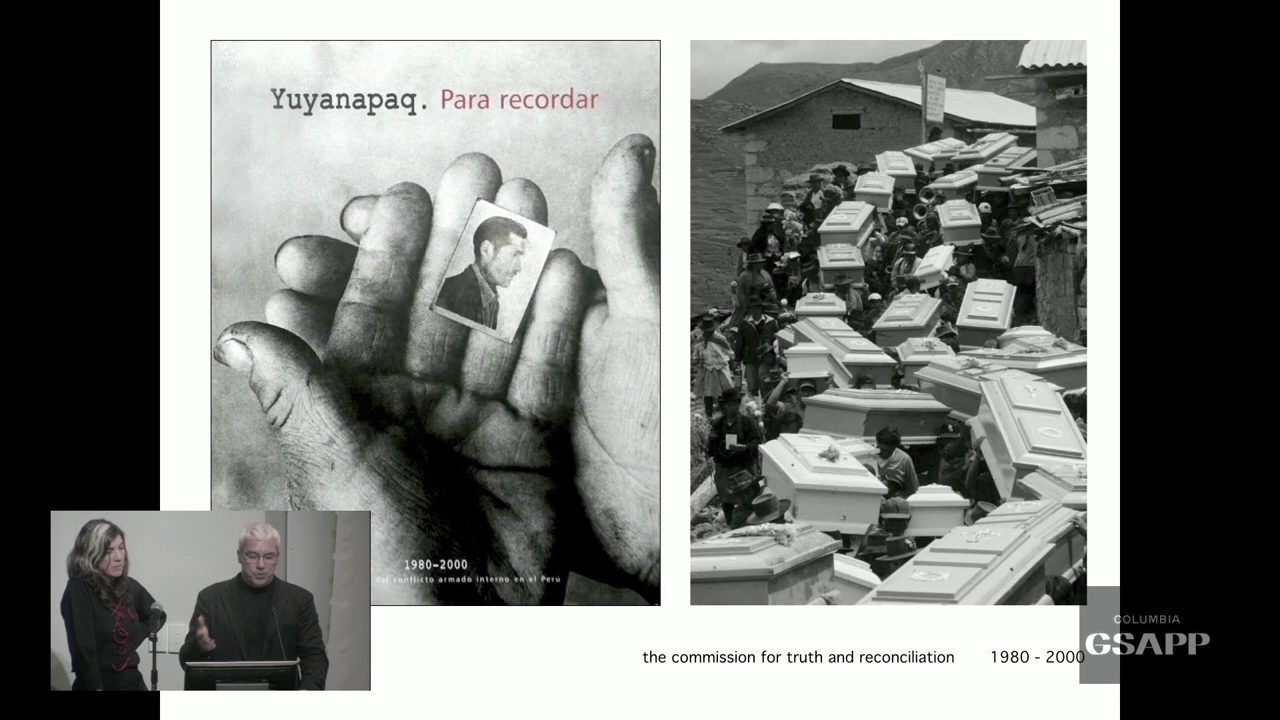 Yuyanapaq. Para recordar
1980-2000
del conflicto armado interno en el Perú
the commission for truth and reconciliation 1980 - 2000
COLUMBIA
GSAPP